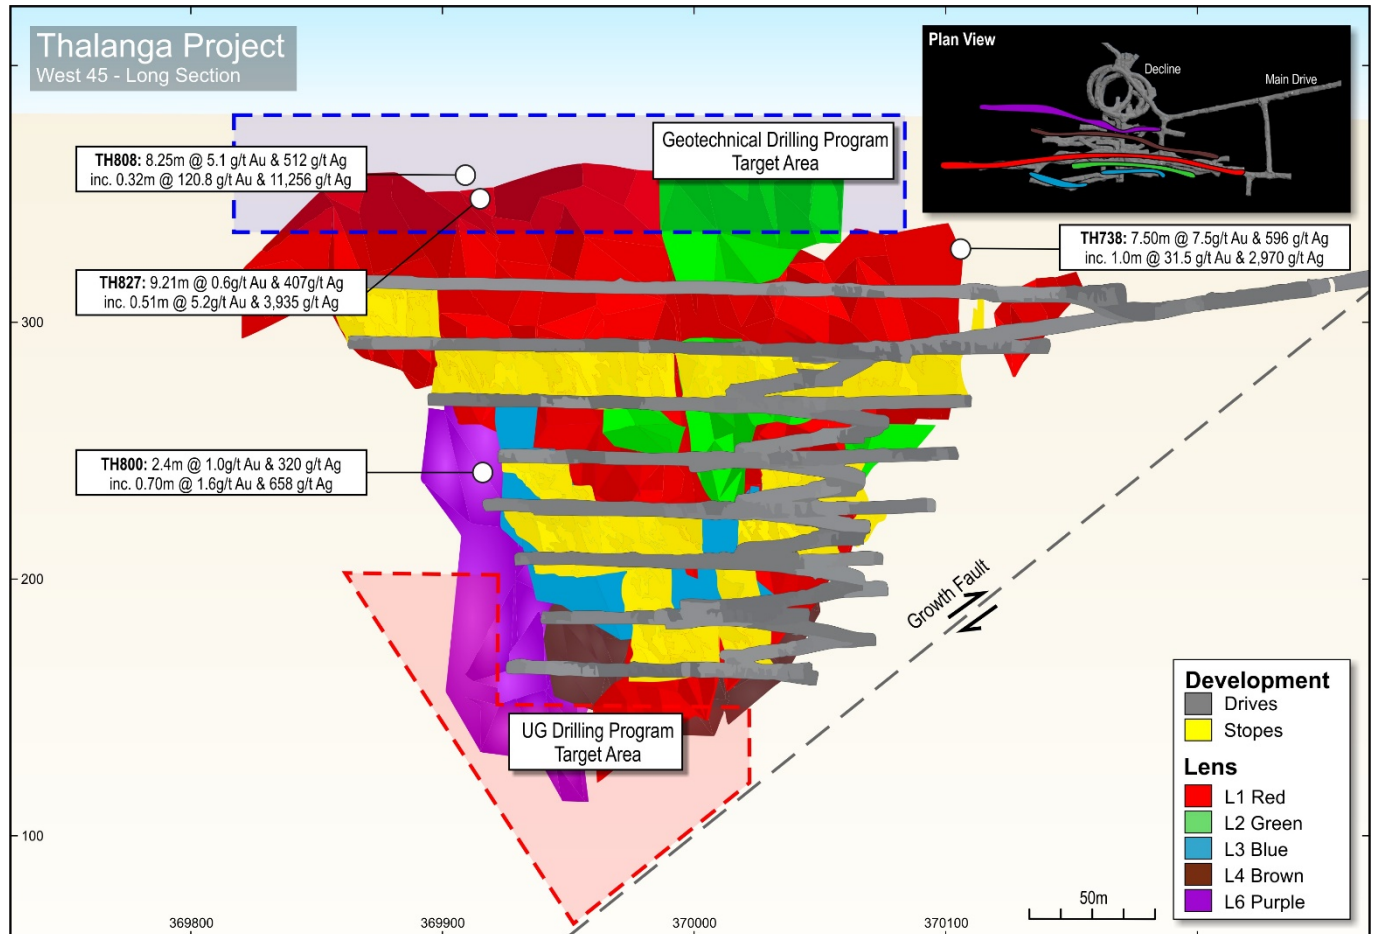 Thalanga Project
West 45 - Long Section
Plan View
Decline
Main Drive
Geotechnical Drilling Program
Target Area
TH808: 8.25m @ 5.1 g/t Au & 512 g/t Ag
inc. 0.32m @ 120.8 g/t Au & 11,256 g/t Ag
TH738: 7.50m @ 7.5g/t Au & 596 g/t Ag
inc. 1.0m @ 31.5 g/t Au & 2,970 g/t Ag
TH827: 9.21m @ 0.6g/t Au & 407g/t Ag
inc. 0.51m @ 5.2g/t Au & 3,935 g/t Ag
300
TH800: 2.4m @ 1.0g/t Au & 320 g/t Ag
inc. 0.70m @ 1.6g/t Au & 658 g/t Ag
200
Growth Fault
UG Drilling Program
Target Area
Development
Drives
Stopes
Lens
L1 Red
L2 Green
L3 Blue
L4 Brown
L6 Purple
100
50m
369800
369900
370000
370100